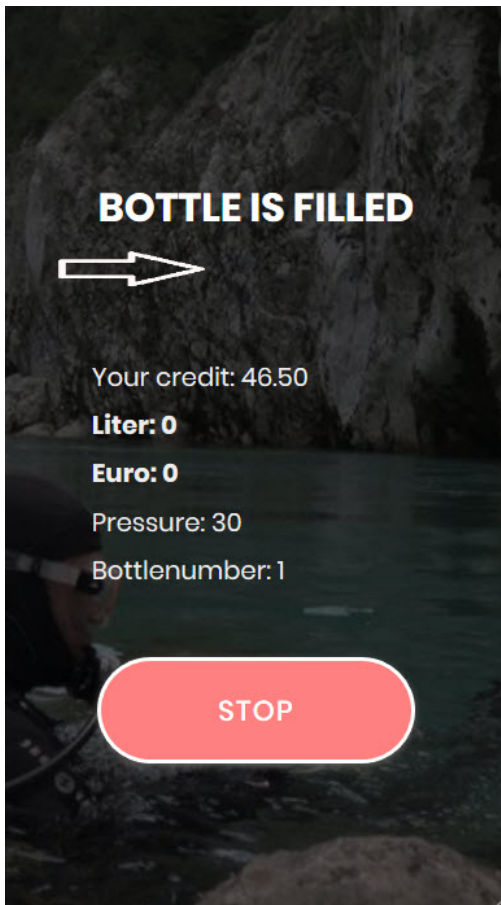 BOTTLE IS FILLED
Your credit: 46.50
Liter: 0
Euro: 0
Pressure: 30
Bottlenumber: 1
STOP